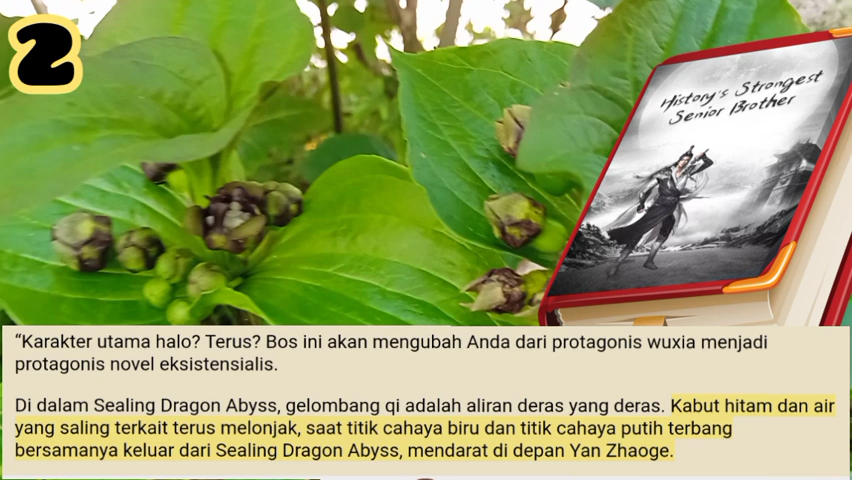 2
History's Strongest
Senior Brother
“Karakter utama halo? Terus? Bos ini akan mengubah Anda dari protagonis wuxia menjadi
protagonis novel eksistensialis.
Di dalam Sealing Dragon Abyss, gelombang qi adalah aliran deras yang deras. Kabut hitam dan air
yang saling terkait terus melonjak, saat titik cahaya biru dan titik cahaya putih terbang
bersamanya keluar dari Sealing Dragon Abyss, mendarat di depan Yan Zhaoge.